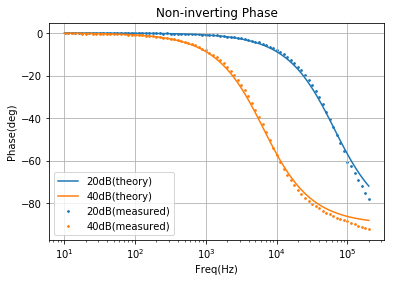 Non-inverting Phase
Phase(deg)
0
−20
−40
−60
−80
20dB(theory)
40dB(theory)
20dB(measured)
40dB(measured)
10¹ 10² 10³ 10⁴ 10⁵
Freq(Hz)